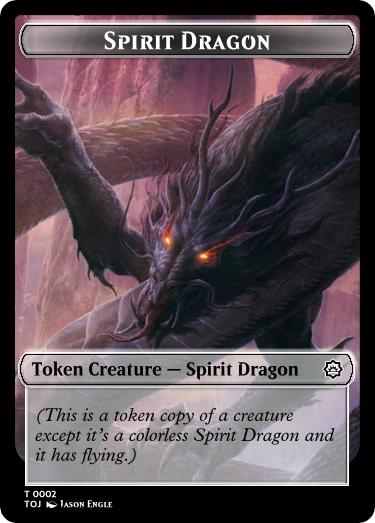 SPIRIT DRAGON
Token Creature — Spirit Dragon
(This is a token copy of a creature
except it's a colorless Spirit Dragon and
it has flying.)
T 0002
TOJ JASON ENGLE